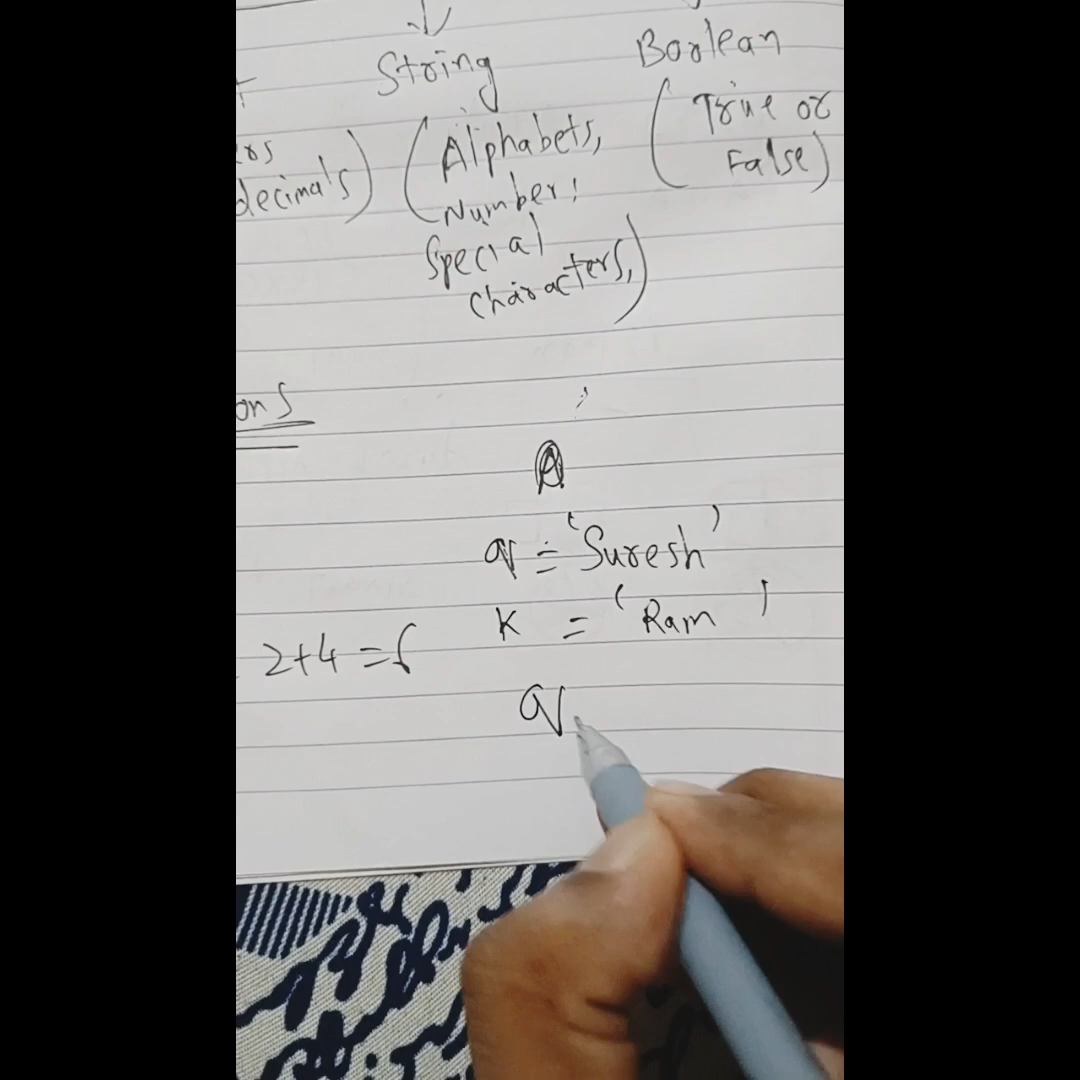 String
Boolean
(Alphabets,
Number,
Special
Characters,)
(True or
False)
decimals)
a = 'Suresh'
K = 'Ram'
2+4 = 6
a